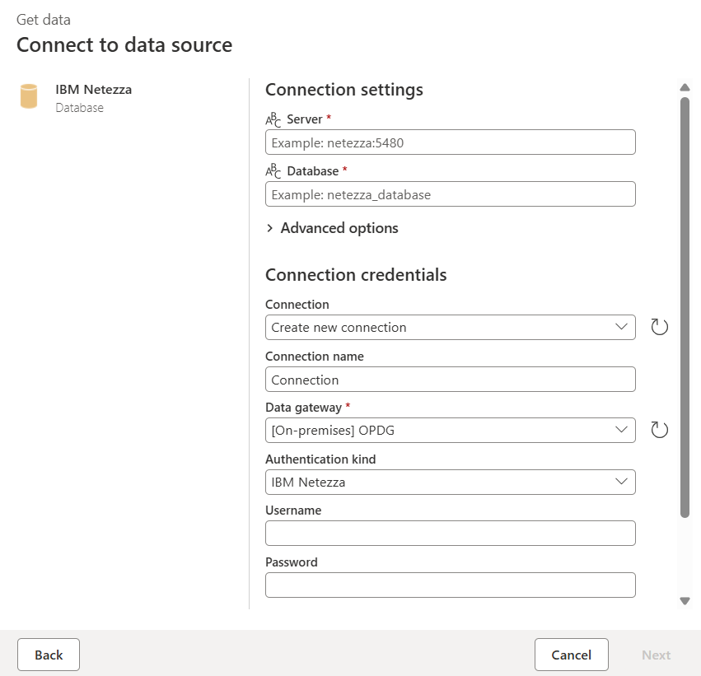 Get data
Connect to data source
IBM Netezza
Database
Connection settings
ABC Server *
Example: netezza:5480
ABC Database *
Example: netezza_database
Advanced options
Connection credentials
Connection
Create new connection
Connection name
Connection
Data gateway *
[On-premises] OPDG
Authentication kind
IBM Netezza
Username
Password
Back
Cancel
Next